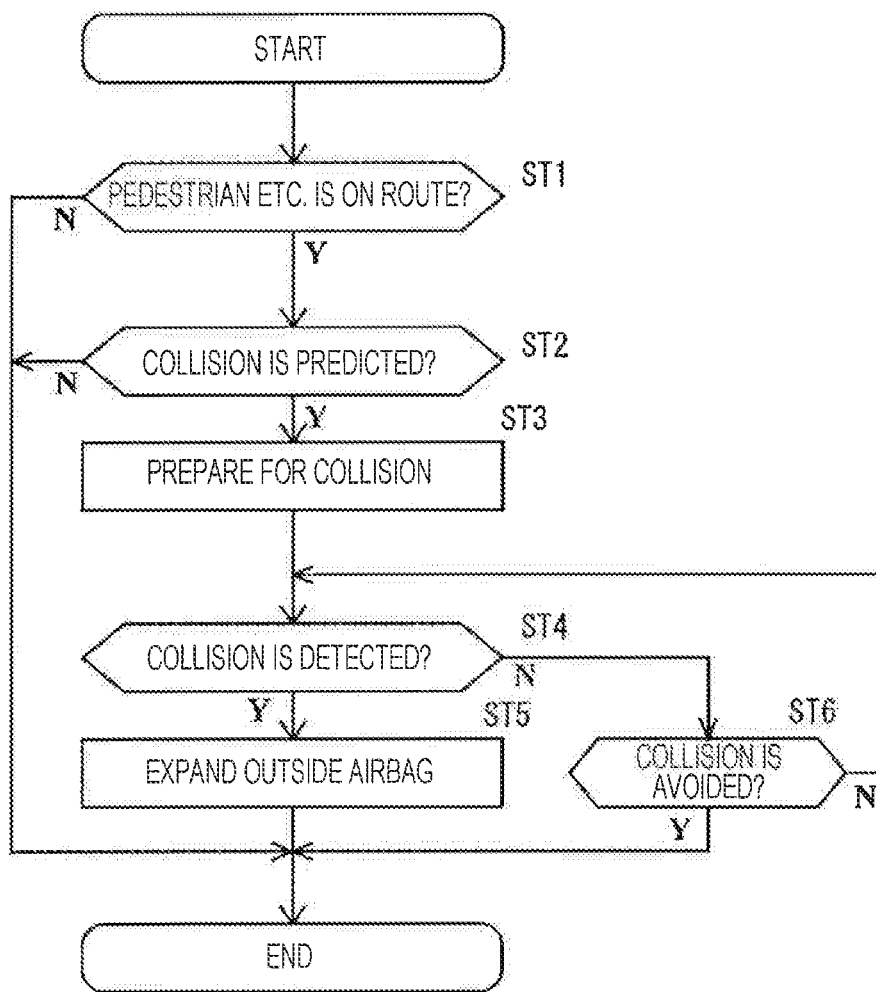 START
PEDESTRIAN ETC. IS ON ROUTE?
ST1
N
Y
COLLISION IS PREDICTED?
ST2
N
Y
ST3
PREPARE FOR COLLISION
COLLISION IS DETECTED?
ST4
N
Y
ST5
EXPAND OUTSIDE AIRBAG
ST6
COLLISION IS
AVOIDED?
N
Y
END